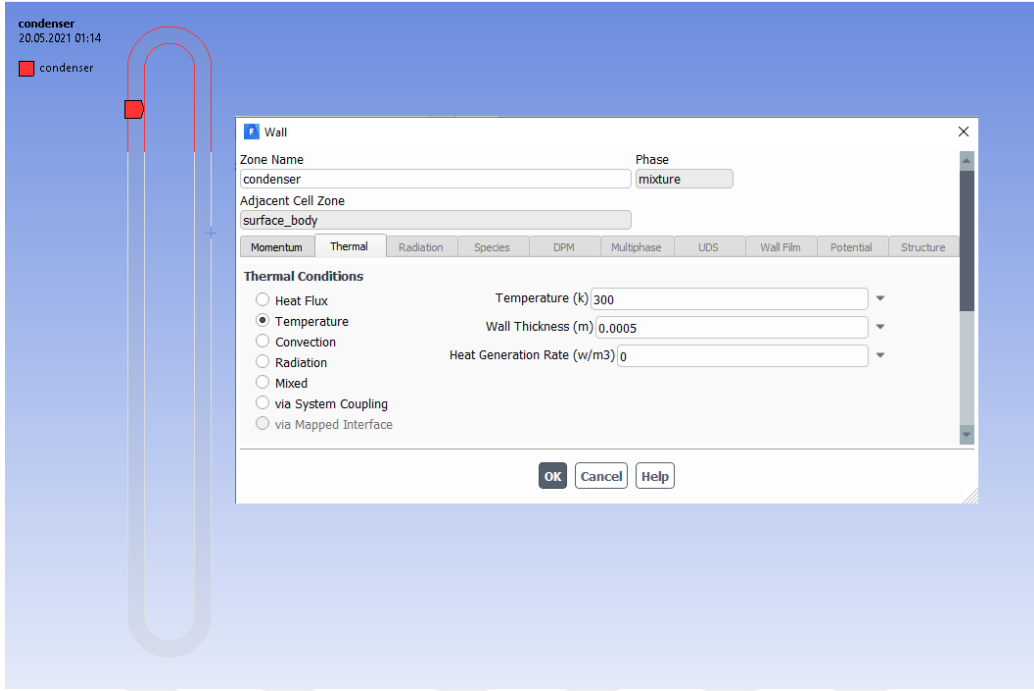 condenser
20.05.2021 01:14
condenser
F Wall
Zone Name
Phase
condenser
mixture
Adjacent Cell Zone
surface_body
Momentum Thermal Radiation Species DPM Multiphase UDS Wall Film Potential Structure
Thermal Conditions
Heat Flux
Temperature
Convection
Radiation
Mixed
via System Coupling
via Mapped Interface
Temperature (k) 300
Wall Thickness (m) 0.0005
Heat Generation Rate (w/m3) 0
OK Cancel Help